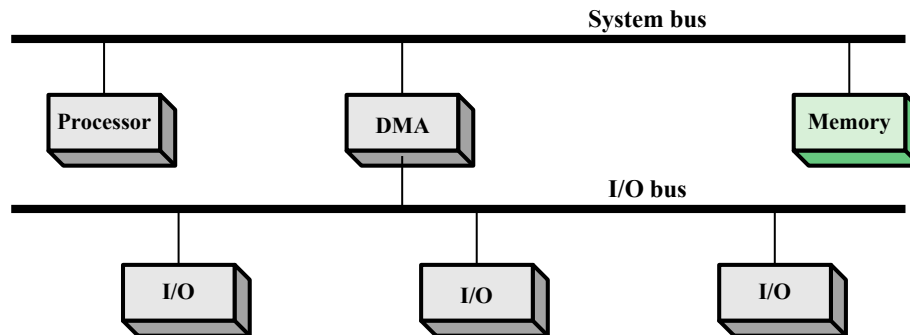 System bus
Processor
DMA
Memory
I/O bus
I/O
I/O
I/O